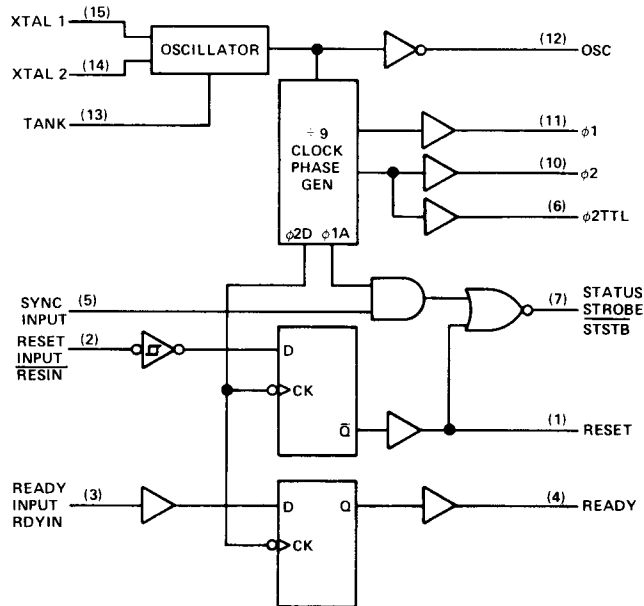 XTAL 1 (15)
OSCILLATOR
(12) OSC
XTAL 2 (14)
TANK (13)
÷ 9
CLOCK
PHASE
GEN
(11) ϕ1
(10) ϕ2
(6) ϕ2TTL
ϕ2D ϕ1A
SYNC
INPUT
(5)
(7)
STATUS
STROBE
STSTB
RESET
INPUT
RESIN
(2)
D
CK
Q
(1) RESET
READY
INPUT
RDYIN
(3)
D Q
CK
(4) READY